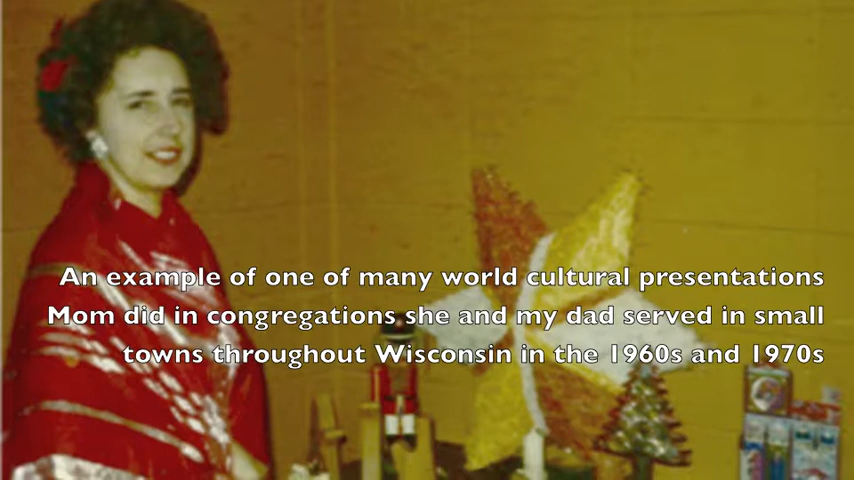 An example of one of many world cultural presentations
Mom did in congregations she and my dad served in small
towns throughout Wisconsin in the 1960s and 1970s